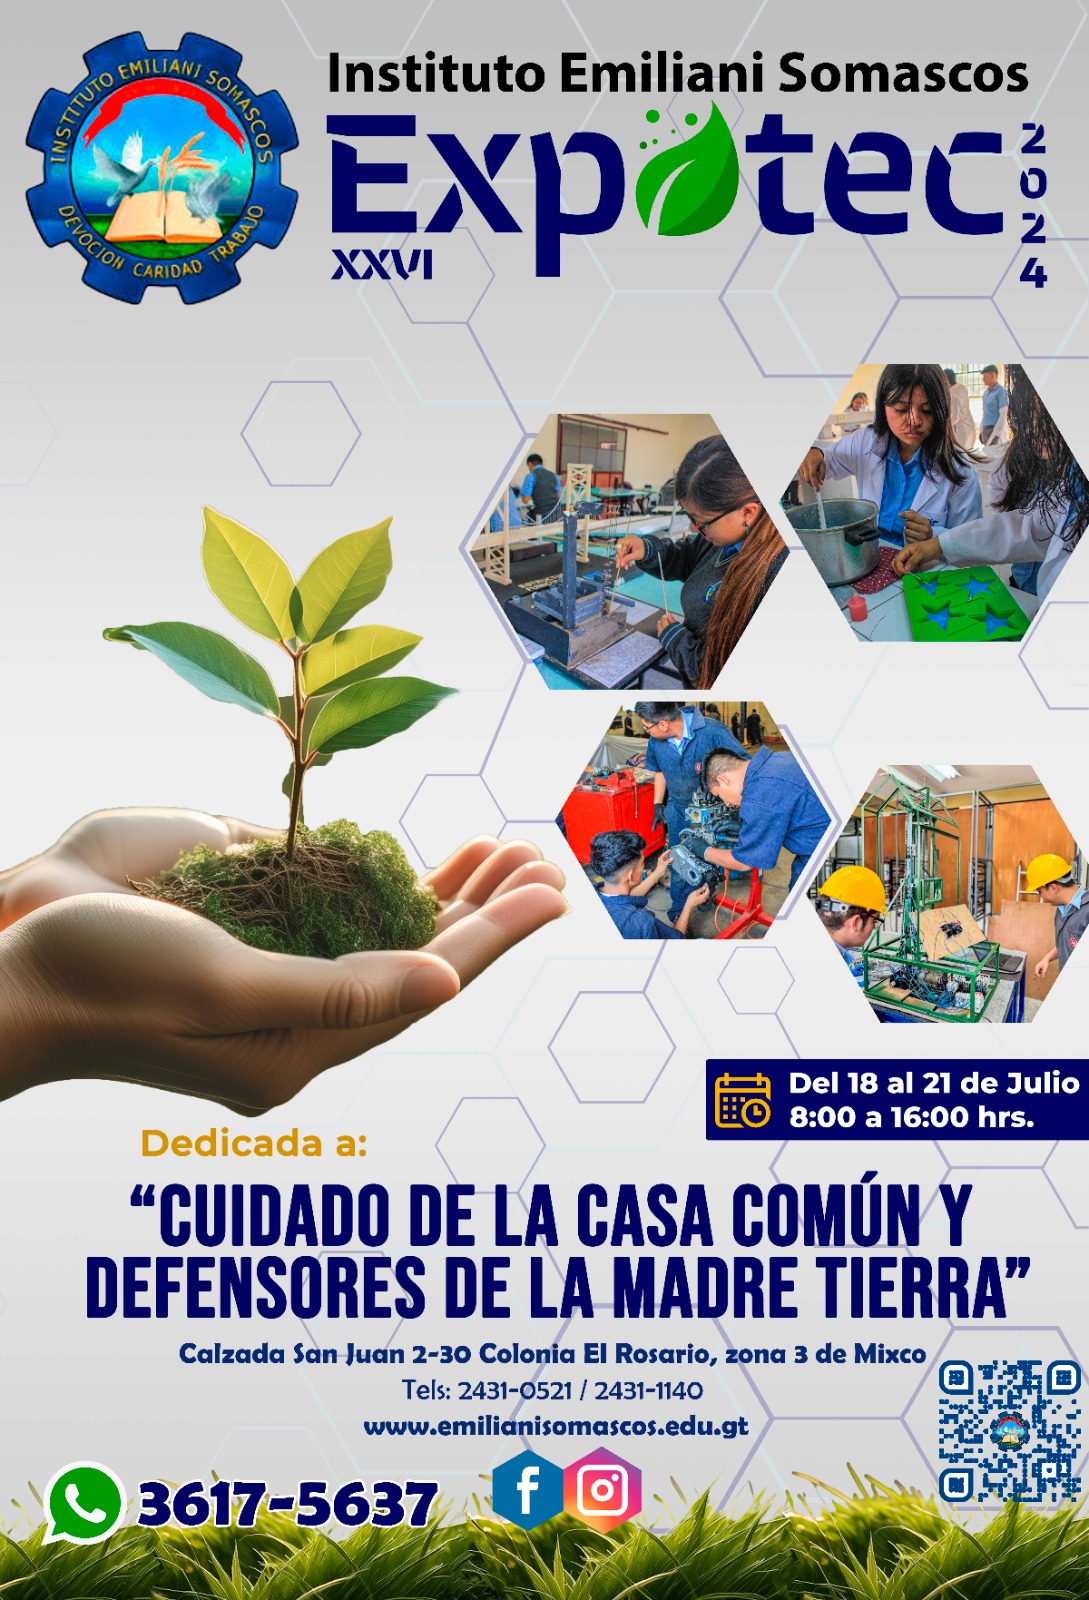 INSTITUTO EMILIANI SOMASCOS
DEVOCION CARIDAD TRABAJO
Instituto Emiliani Somascos
Expotec
2024
XXVI
Del 18 al 21 de Julio
8:00 a 16:00 hrs.
Dedicada a:
“CUIDADO DE LA CASA COMÚN Y
DEFENSORES DE LA MADRE TIERRA”
Calzada San Juan 2-30 Colonia El Rosario, zona 3 de Mixco
Tels: 2431-0521 / 2431-1140
www.emilianisomascos.edu.gt
3617-5637